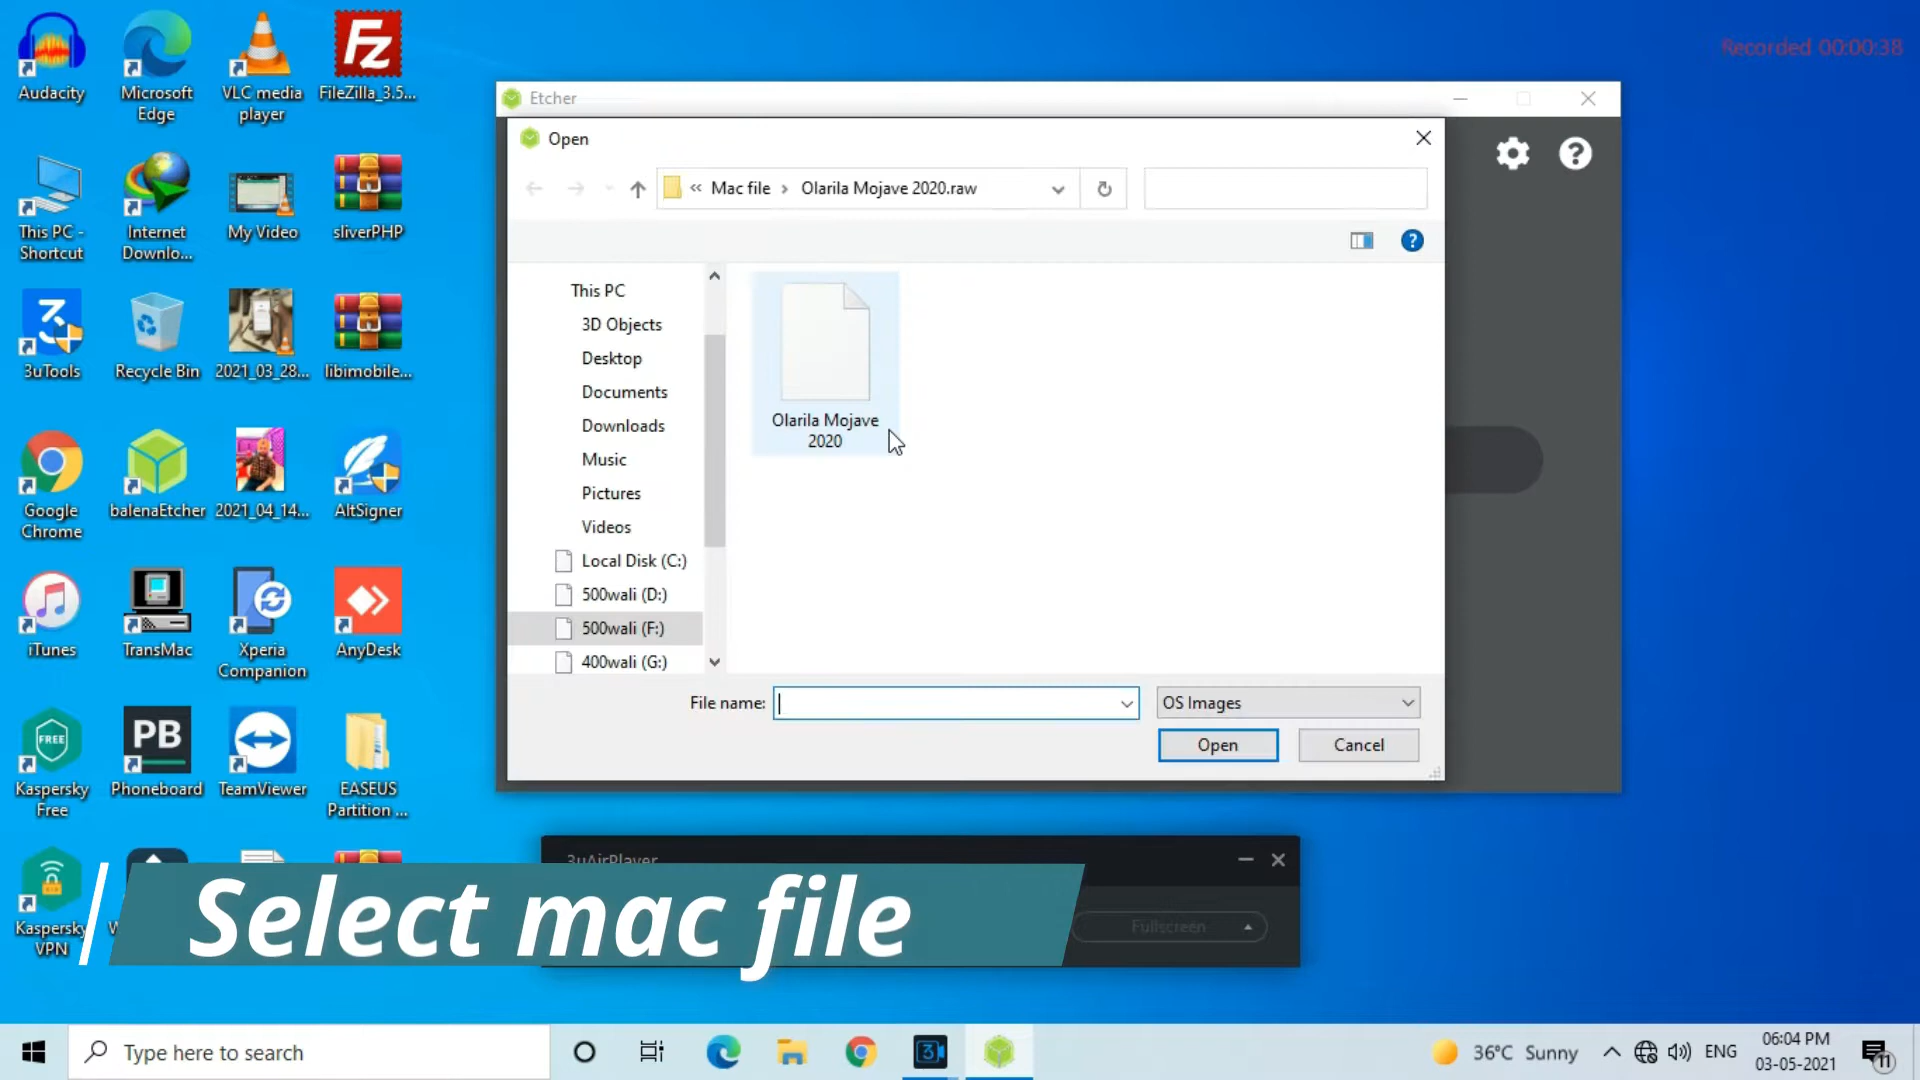 Recorded 00:00:38
Audacity
Microsoft
Edge
VLC media
player
FileZilla_3.5...
This PC -
Shortcut
Internet
Downlo...
My Video
sliverPHP
3uTools
Recycle Bin
2021_03_28...
libimobile...
Google
Chrome
balenaEtcher
2021_04_14...
AltSigner
iTunes
TransMac
Xperia
Companion
AnyDesk
FREE
PB
Kaspersky
Free
Phoneboard
TeamViewer
EASEUS
Partition ...
Kaspersky
VPN
Etcher
Open
« Mac file › Olarila Mojave 2020.raw
This PC
3D Objects
Desktop
Documents
Downloads
Music
Pictures
Videos
Local Disk (C:)
500wali (D:)
500wali (F:)
400wali (G:)
Olarila Mojave
2020
File name:
OS Images
Open
Cancel
3uAirPlayer
Fullscreen
Select mac file
Type here to search
36°C Sunny
ENG
06:04 PM
03-05-2021
11